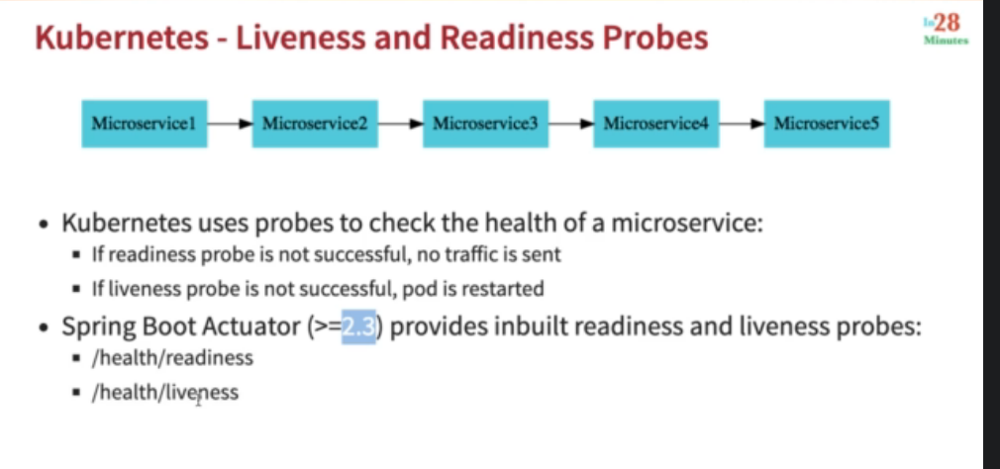 Kubernetes - Liveness and Readiness Probes
In28
Minutes
Microservice1 Microservice2 Microservice3 Microservice4 Microservice5
• Kubernetes uses probes to check the health of a microservice:
▪ If readiness probe is not successful, no traffic is sent
▪ If liveness probe is not successful, pod is restarted
• Spring Boot Actuator (>=2.3) provides inbuilt readiness and liveness probes:
▪ /health/readiness
▪ /health/liveness